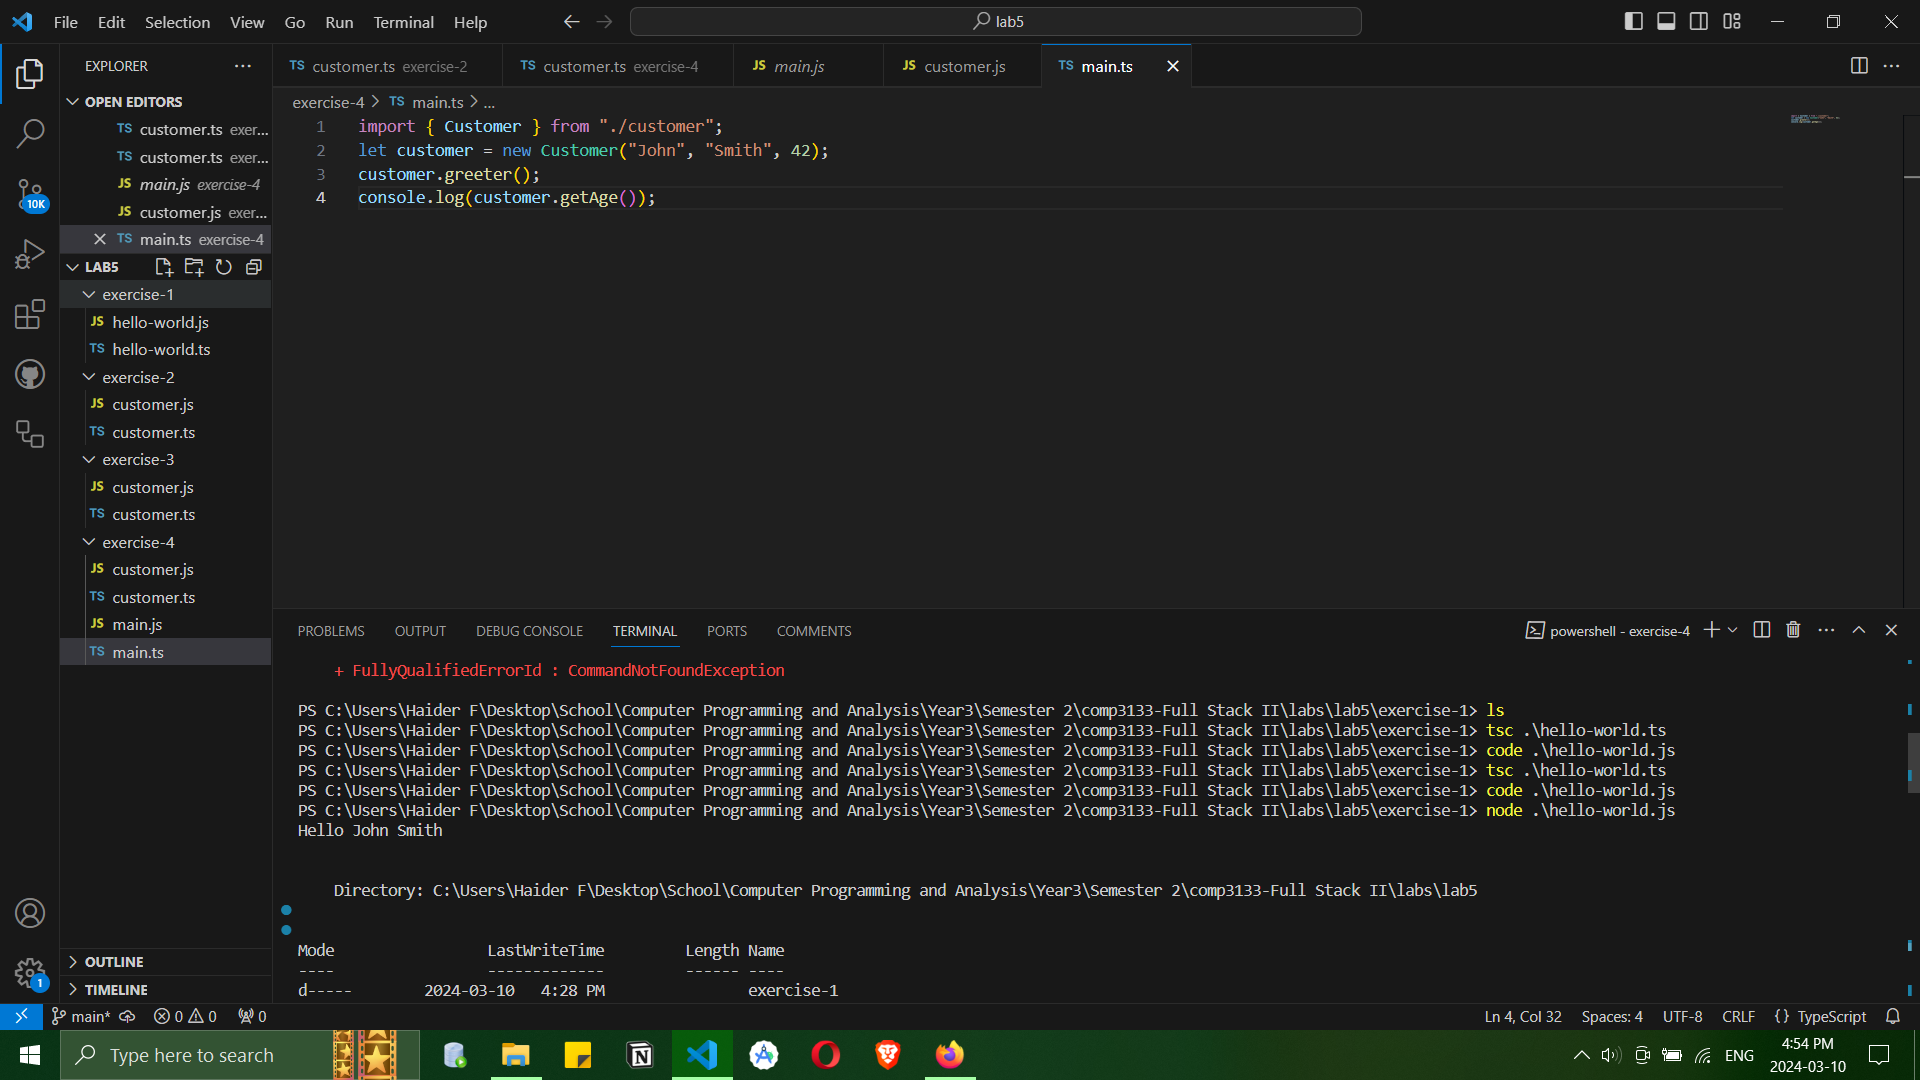 File Edit Selection View Go Run Terminal Help
lab5
EXPLORER
OPEN EDITORS
TS customer.ts exer...
TS customer.ts exer...
JS main.js exercise-4
JS customer.js exer...
TS main.ts exercise-4
LAB5
exercise-1
JS hello-world.js
TS hello-world.ts
exercise-2
JS customer.js
TS customer.ts
exercise-3
JS customer.js
TS customer.ts
exercise-4
JS customer.js
TS customer.ts
JS main.js
TS main.ts
OUTLINE
TIMELINE
10K
1
TS customer.ts exercise-2
TS customer.ts exercise-4
JS main.js
JS customer.js
TS main.ts
exercise-4 > TS main.ts > ...
1 import { Customer } from "./customer";
2 let customer = new Customer("John", "Smith", 42);
3 customer.greeter();
4 console.log(customer.getAge());
PROBLEMS OUTPUT DEBUG CONSOLE TERMINAL PORTS COMMENTS
powershell - exercise-4
+ FullyQualifiedErrorId : CommandNotFoundException
PS C:\Users\Haider F\Desktop\School\Computer Programming and Analysis\Year3\Semester 2\comp3133-Full Stack II\labs\lab5\exercise-1> ls
PS C:\Users\Haider F\Desktop\School\Computer Programming and Analysis\Year3\Semester 2\comp3133-Full Stack II\labs\lab5\exercise-1> tsc .\hello-world.ts
PS C:\Users\Haider F\Desktop\School\Computer Programming and Analysis\Year3\Semester 2\comp3133-Full Stack II\labs\lab5\exercise-1> code .\hello-world.js
PS C:\Users\Haider F\Desktop\School\Computer Programming and Analysis\Year3\Semester 2\comp3133-Full Stack II\labs\lab5\exercise-1> tsc .\hello-world.ts
PS C:\Users\Haider F\Desktop\School\Computer Programming and Analysis\Year3\Semester 2\comp3133-Full Stack II\labs\lab5\exercise-1> code .\hello-world.js
PS C:\Users\Haider F\Desktop\School\Computer Programming and Analysis\Year3\Semester 2\comp3133-Full Stack II\labs\lab5\exercise-1> node .\hello-world.js
Hello John Smith
Directory: C:\Users\Haider F\Desktop\School\Computer Programming and Analysis\Year3\Semester 2\comp3133-Full Stack II\labs\lab5
Mode LastWriteTime Length Name
---- ------------- ------ ----
d----- 2024-03-10 4:28 PM exercise-1
main* 0 0 0
Ln 4, Col 32 Spaces: 4 UTF-8 CRLF {} TypeScript
Type here to search
ENG
4:54 PM
2024-03-10